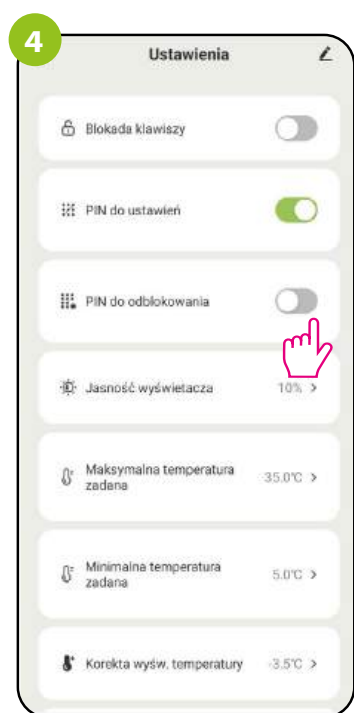 4
Ustawienia
Blokada klawiszy
PIN do ustawień
PIN do odblokowania
Jasność wyświetacza 10% >
Maksymalna temperatura
zadana 35.0°C >
Minimalna temperatura
zadana 5.0°C >
Korekta wyśw. temperatury -3.5°C >